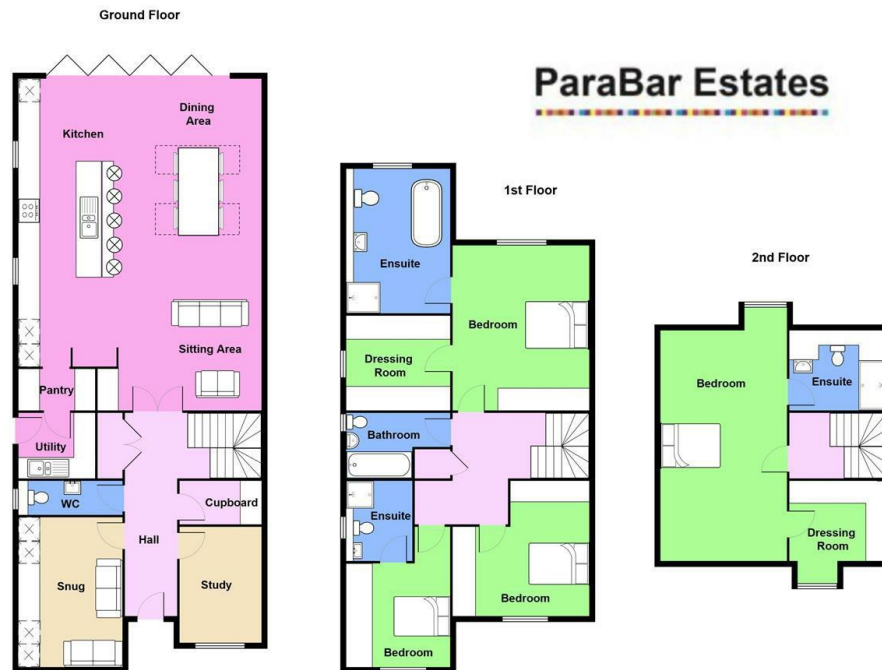 Ground Floor
ParaBar Estates
Dining
Area
Kitchen
Sitting Area
Pantry
Utility
WC
Cupboard
Hall
Snug
Study
1st Floor
Ensuite
Bedroom
Dressing
Room
Bathroom
Ensuite
Bedroom
Bedroom
2nd Floor
Bedroom
Ensuite
Dressing
Room